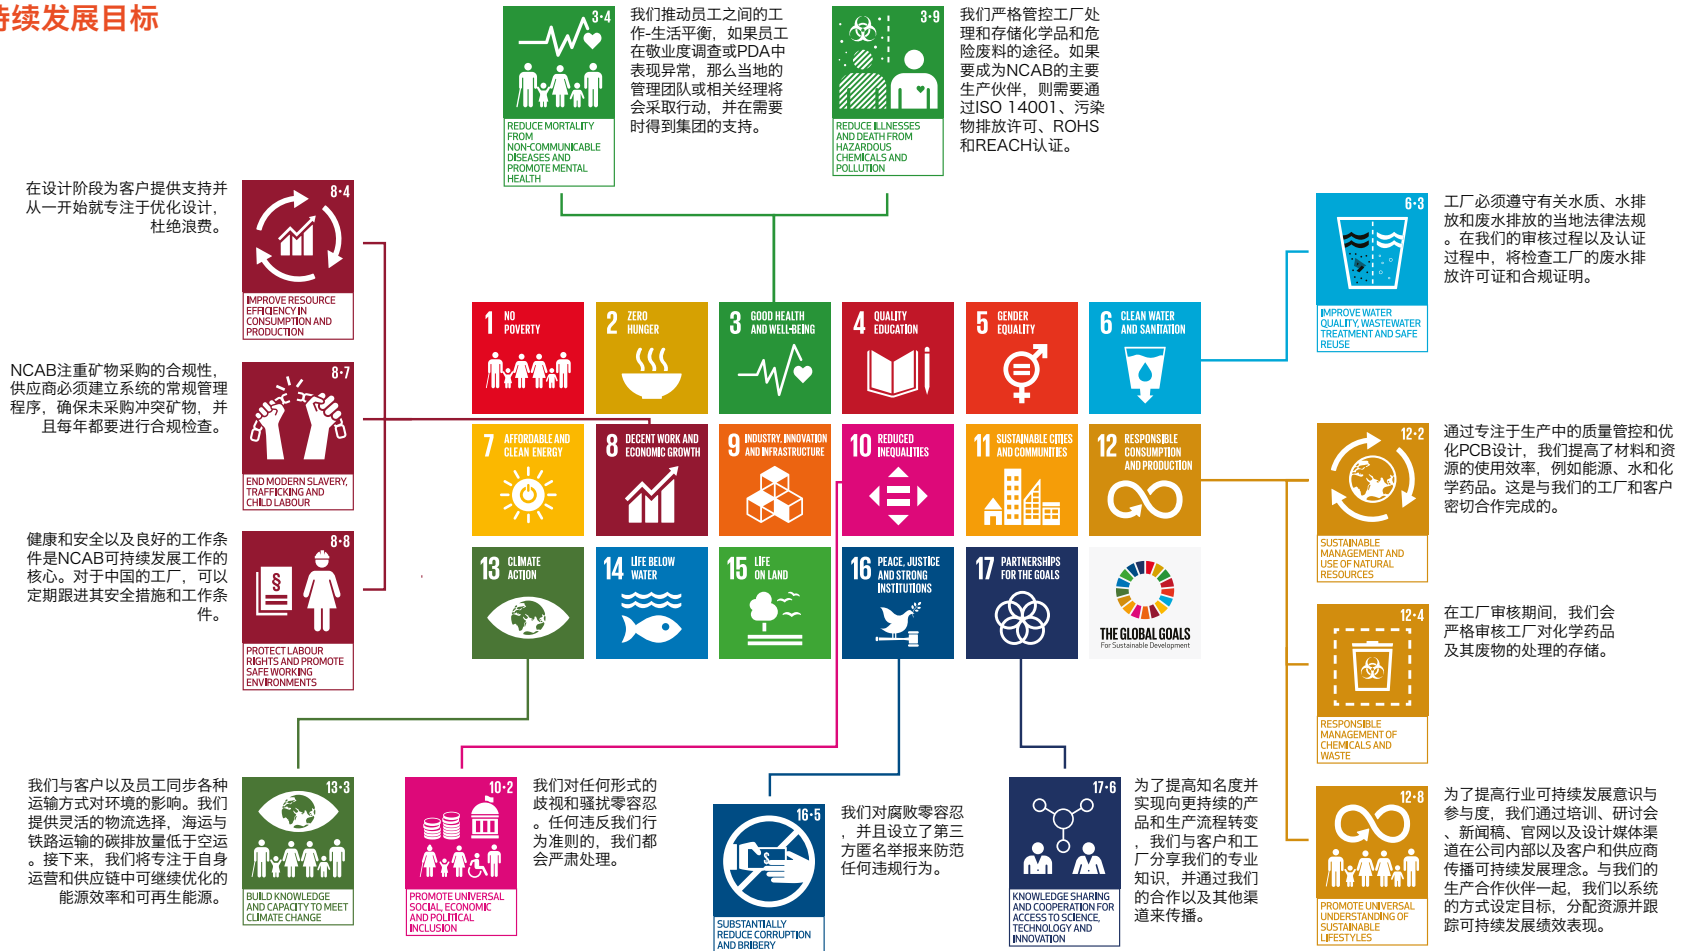 持续发展目标
3·4
REDUCE MORTALITY
FROM
NON-COMMUNICABLE
DISEASES AND
PROMOTE MENTAL
HEALTH
我们推动员工之间的工
作-生活平衡，如果员工
在敬业度调查或PDA中
表现异常，那么当地的
管理团队或相关经理将
会采取行动，并在需要
时得到集团的支持。
3·9
REDUCE ILLNESSES
AND DEATH FROM
HAZARDOUS
CHEMICALS AND
POLLUTION
我们严格管控工厂处
理和存储化学品和危
险废料的途径。如果
要成为NCAB的主要
生产伙伴，则需要通
过ISO 14001、污染
物排放许可、ROHS
和REACH认证。
在设计阶段为客户提供支持并
从一开始就专注于优化设计，
杜绝浪费。
8·4
IMPROVE RESOURCE
EFFICIENCY IN
CONSUMPTION AND
PRODUCTION
NCAB注重矿物采购的合规性，
供应商必须建立系统的常规管理
程序，确保未采购冲突矿物，并
且每年都要进行合规检查。
8·7
END MODERN SLAVERY,
TRAFFICKING AND
CHILD LABOUR
健康和安全以及良好的工作条
件是NCAB可持续发展工作的
核心。对于中国的工厂，可以
定期跟进其安全措施和工作条
件。
8·8
§
PROTECT LABOUR
RIGHTS AND PROMOTE
SAFE WORKING
ENVIRONMENTS
1 NO
POVERTY
2 ZERO
HUNGER
3 GOOD HEALTH
AND WELL-BEING
4 QUALITY
EDUCATION
5 GENDER
EQUALITY
6 CLEAN WATER
AND SANITATION
7 AFFORDABLE AND
CLEAN ENERGY
8 DECENT WORK AND
ECONOMIC GROWTH
9 INDUSTRY, INNOVATION
AND INFRASTRUCTURE
10 REDUCED
INEQUALITIES
11 SUSTAINABLE CITIES
AND COMMUNITIES
12 RESPONSIBLE
CONSUMPTION
AND PRODUCTION
13 CLIMATE
ACTION
14 LIFE BELOW
WATER
15 LIFE
ON LAND
16 PEACE, JUSTICE
AND STRONG
INSTITUTIONS
17 PARTNERSHIPS
FOR THE GOALS
THE GLOBAL GOALS
For Sustainable Development
6·3
IMPROVE WATER
QUALITY, WASTEWATER
TREATMENT AND SAFE
REUSE
工厂必须遵守有关水质、水排
放和废水排放的当地法律法规
。在我们的审核过程以及认证
过程中，将检查工厂的废水排
放许可证和合规证明。
12·2
SUSTAINABLE
MANAGEMENT AND
USE OF NATURAL
RESOURCES
通过专注于生产中的质量管控和优
化PCB设计，我们提高了材料和资
源的使用效率，例如能源、水和化
学药品。这是与我们的工厂和客户
密切合作完成的。
12·4
RESPONSIBLE
MANAGEMENT OF
CHEMICALS AND
WASTE
在工厂审核期间，我们会
严格审核工厂对化学药品
及其废物的处理的存储。
12·8
PROMOTE UNIVERSAL
UNDERSTANDING OF
SUSTAINABLE
LIFESTYLES
为了提高行业可持续发展意识与
参与度，我们通过培训、研讨会
、新闻稿、官网以及设计媒体渠
道在公司内部以及客户和供应商
传播可持续发展理念。与我们的
生产合作伙伴一起，我们以系统
的方式设定目标，分配资源并跟
踪可持续发展绩效表现。
我们与客户以及员工同步各种
运输方式对环境的影响。我们
提供灵活的物流选择，海运与
铁路运输的碳排放量低于空运
。接下来，我们将专注于自身
运营和供应链中可继续优化的
能源效率和可再生能源。
13·3
BUILD KNOWLEDGE
AND CAPACITY TO MEET
CLIMATE CHANGE
10·2
PROMOTE UNIVERSAL
SOCIAL, ECONOMIC
AND POLITICAL
INCLUSION
我们对任何形式的
歧视和骚扰零容忍
。任何违反我们行
为准则的，我们都
会严肃处理。
16·5
$
SUBSTANTIALLY
REDUCE CORRUPTION
AND BRIBERY
我们对腐败零容忍
，并且设立了第三
方匿名举报来防范
任何违规行为。
17·6
KNOWLEDGE SHARING
AND COOPERATION FOR
ACCESS TO SCIENCE,
TECHNOLOGY AND
INNOVATION
为了提高知名度并
实现向更持续的产
品和生产流程转变
，我们与客户和工
厂分享我们的专业
知识，并通过我们
的合作以及其他渠
道来传播。